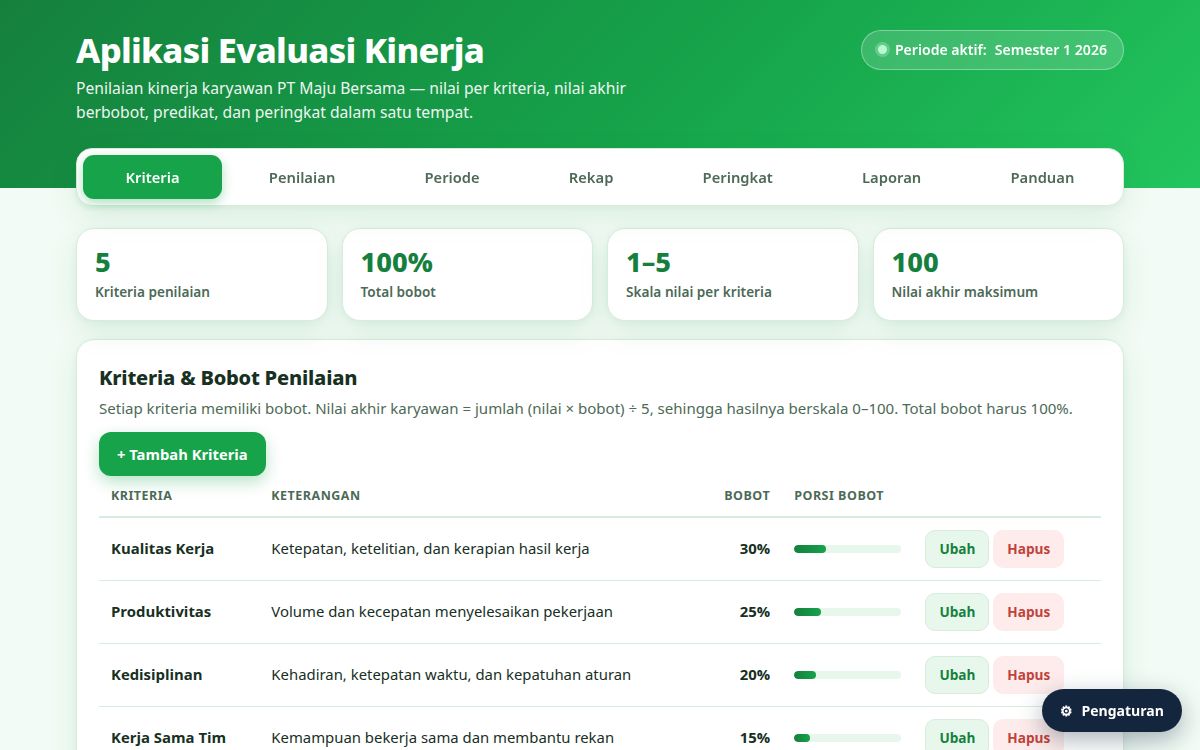 Aplikasi Evaluasi Kinerja
Periode aktif: Semester 1 2026
Penilaian kinerja karyawan PT Maju Bersama — nilai per kriteria, nilai akhir
berbobot, predikat, dan peringkat dalam satu tempat.
Kriteria Penilaian Periode Rekap Peringkat Laporan Panduan
5 100% 1–5 100
Kriteria penilaian Total bobot Skala nilai per kriteria Nilai akhir maksimum
Kriteria & Bobot Penilaian
Setiap kriteria memiliki bobot. Nilai akhir karyawan = jumlah (nilai × bobot) ÷ 5, sehingga hasilnya berskala 0–100. Total bobot harus 100%.
+ Tambah Kriteria
KRITERIA KETERANGAN BOBOT PORSI BOBOT
Kualitas Kerja Ketepatan, ketelitian, dan kerapian hasil kerja 30% Ubah Hapus
Produktivitas Volume dan kecepatan menyelesaikan pekerjaan 25% Ubah Hapus
Kedisiplinan Kehadiran, ketepatan waktu, dan kepatuhan aturan 20% Ubah Hapus
⚙ Pengaturan
Kerja Sama Tim Kemampuan bekerja sama dan membantu rekan 15% Ubah Hapus